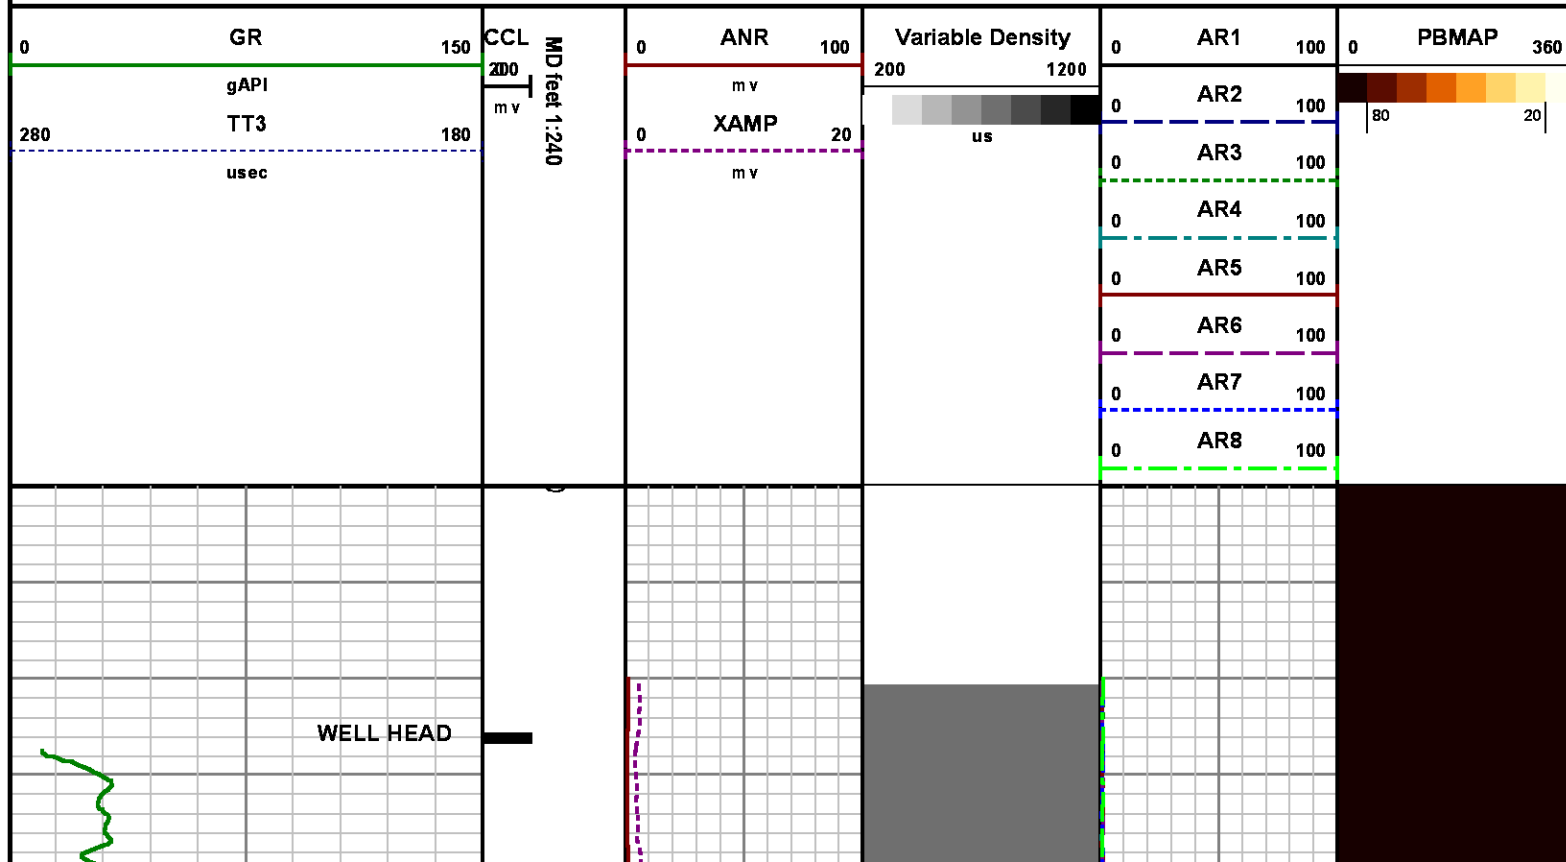 GR
0 150
gAPI
TT3
280 180
usec
CCL
200
mv
MD feet 1:240
ANR
0 100
mv
XAMP
0 20
mv
Variable Density
200 1200
us
AR1
0 100
AR2
0 100
AR3
0 100
AR4
0 100
AR5
0 100
AR6
0 100
AR7
0 100
AR8
0 100
PBMAP
0 360
80 20
WELL HEAD